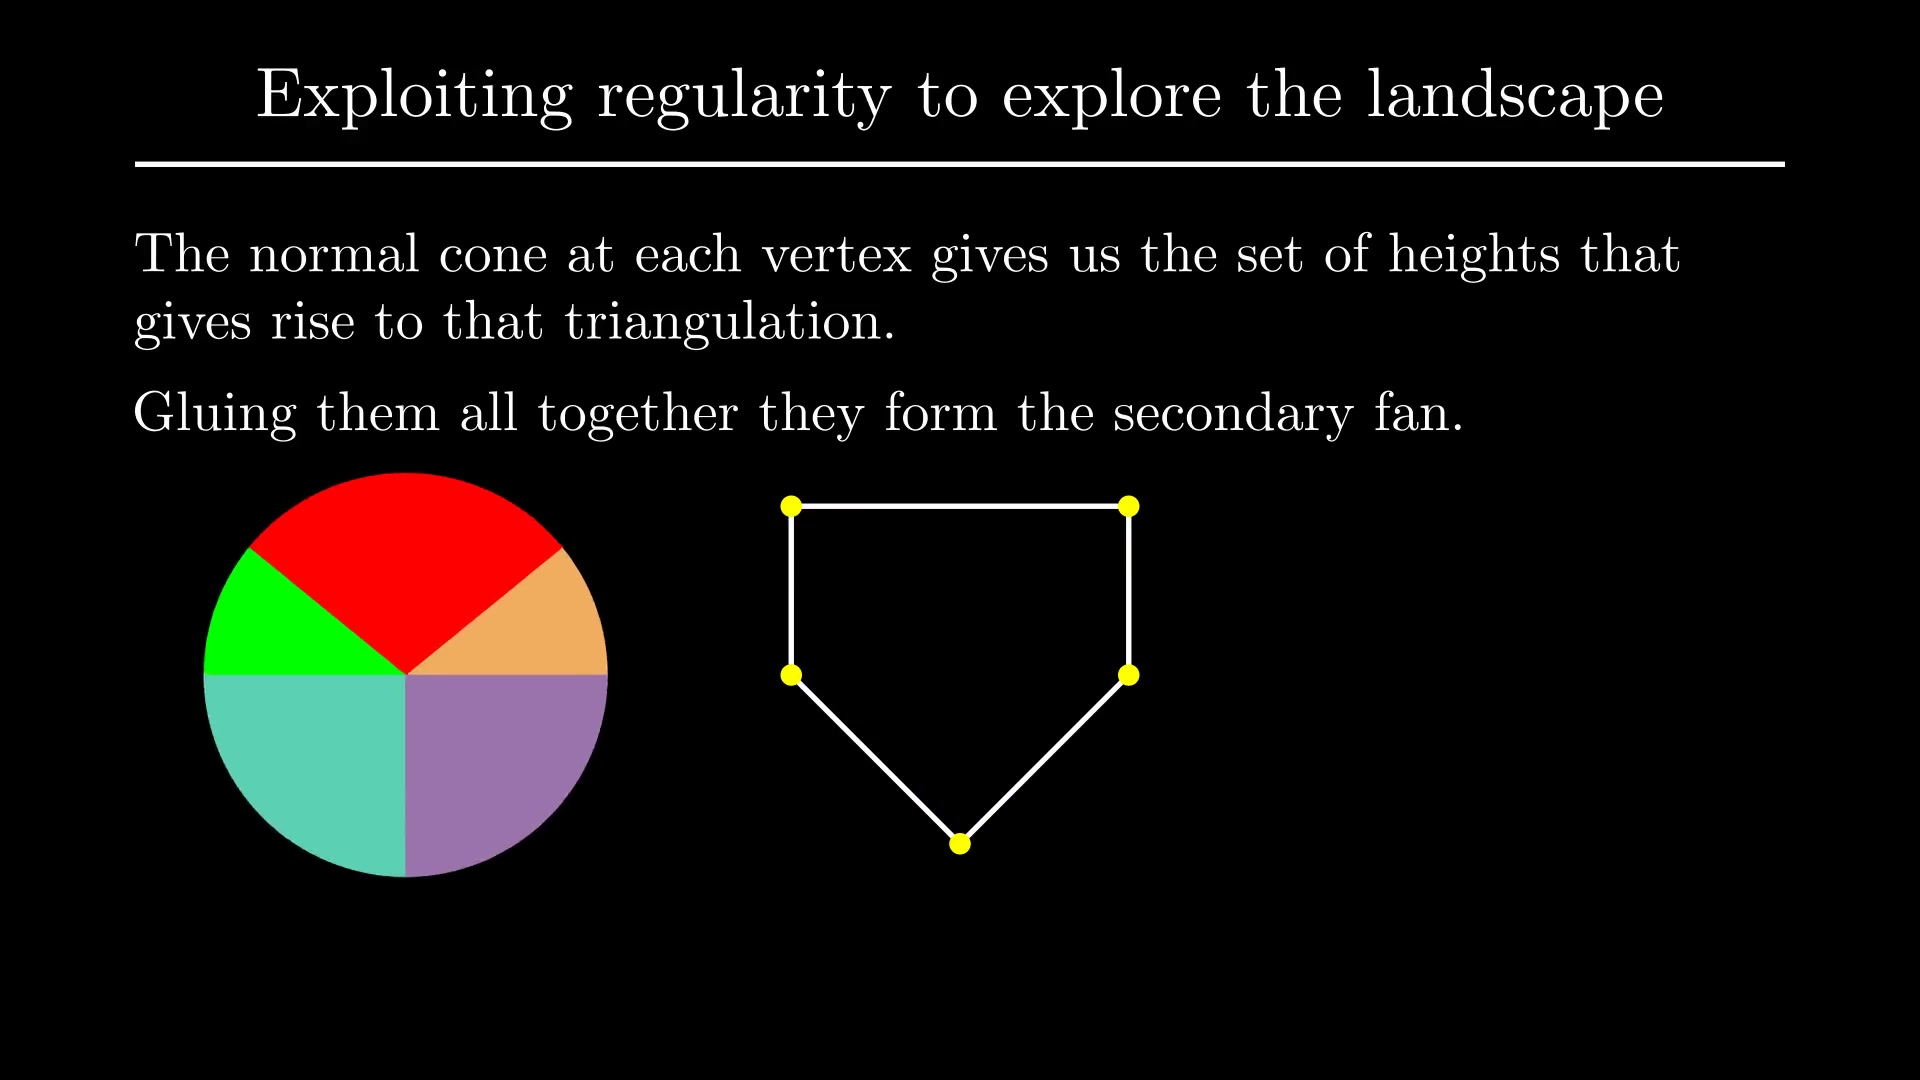 Exploiting regularity to explore the landscape
The normal cone at each vertex gives us the set of heights that
gives rise to that triangulation.
Gluing them all together they form the secondary fan.